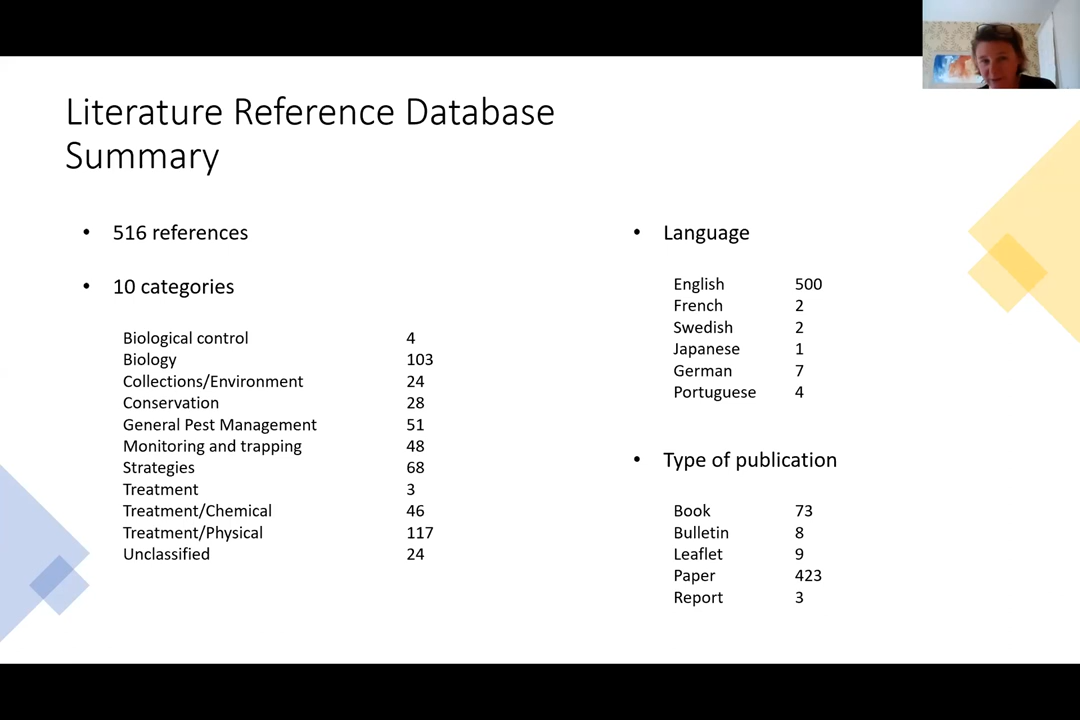 Literature Reference Database
Summary
• 516 references
• 10 categories
Biological control 4
Biology 103
Collections/Environment 24
Conservation 28
General Pest Management 51
Monitoring and trapping 48
Strategies 68
Treatment 3
Treatment/Chemical 46
Treatment/Physical 117
Unclassified 24
• Language
English 500
French 2
Swedish 2
Japanese 1
German 7
Portuguese 4
• Type of publication
Book 73
Bulletin 8
Leaflet 9
Paper 423
Report 3